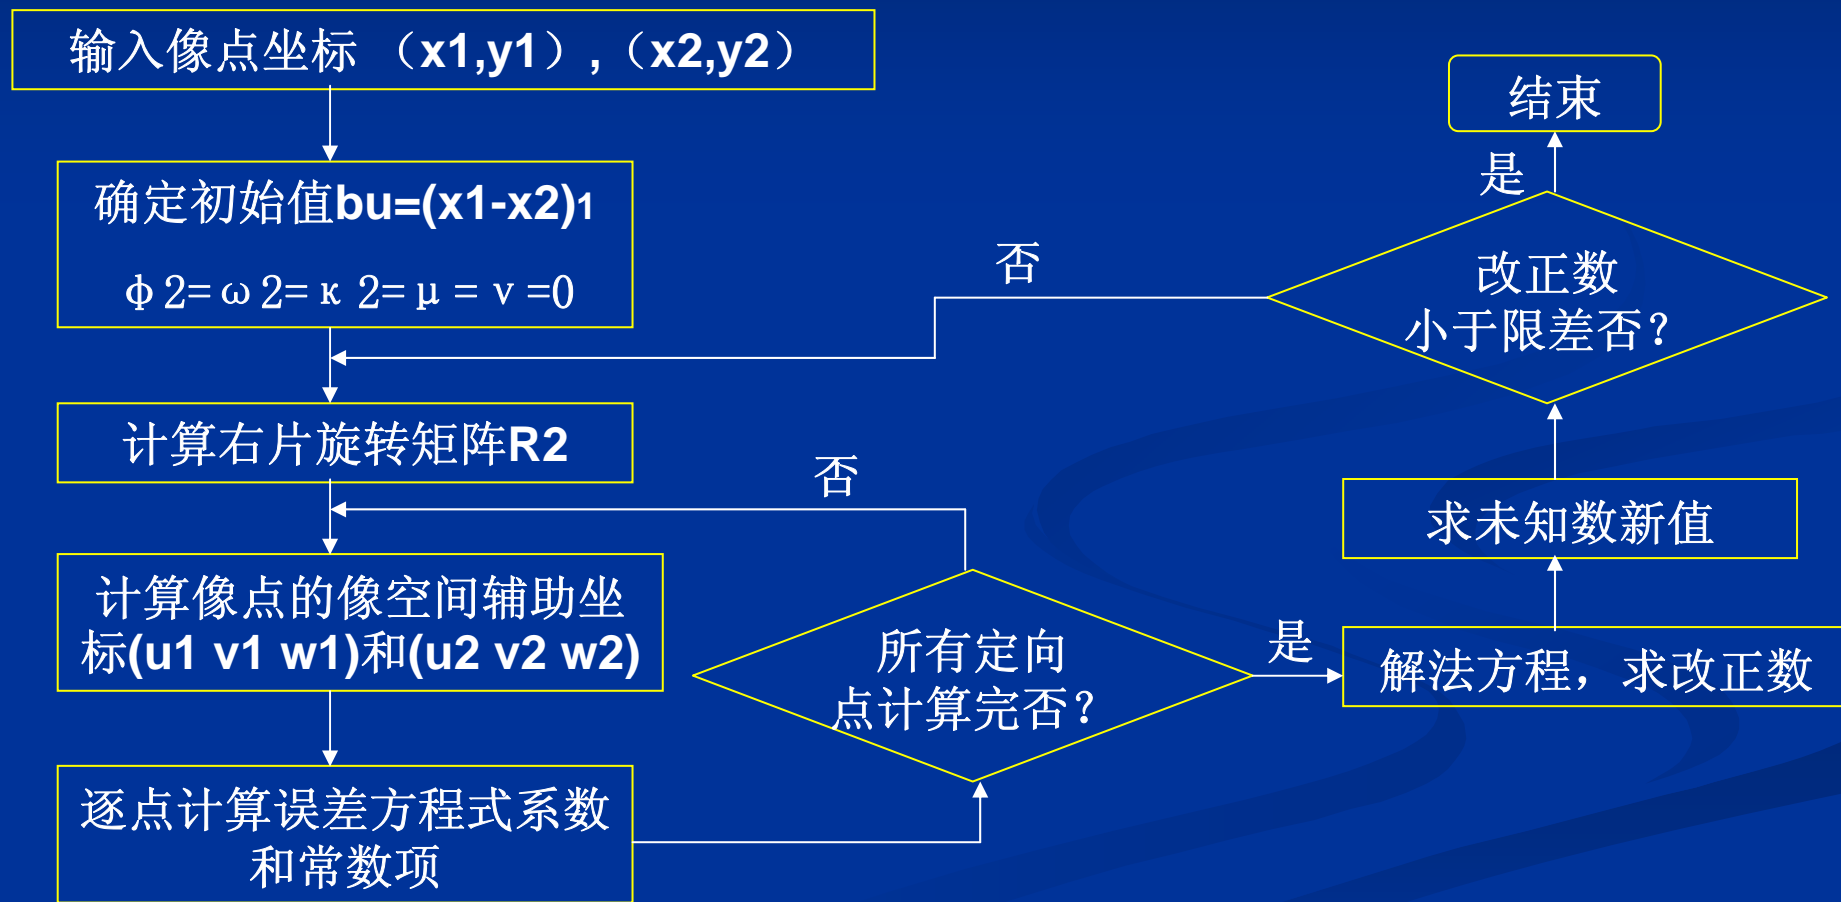 输入像点坐标 （x1,y1）,（x2,y2）
确定初始值bu=(x1-x2)1
φ2=ω2=κ2=μ=ν=0
计算右片旋转矩阵R2
计算像点的像空间辅助坐
标(u1 v1 w1)和(u2 v2 w2)
逐点计算误差方程式系数
和常数项
否
所有定向
点计算完否？
是
解法方程，求改正数
求未知数新值
改正数
小于限差否？
否
是
结束